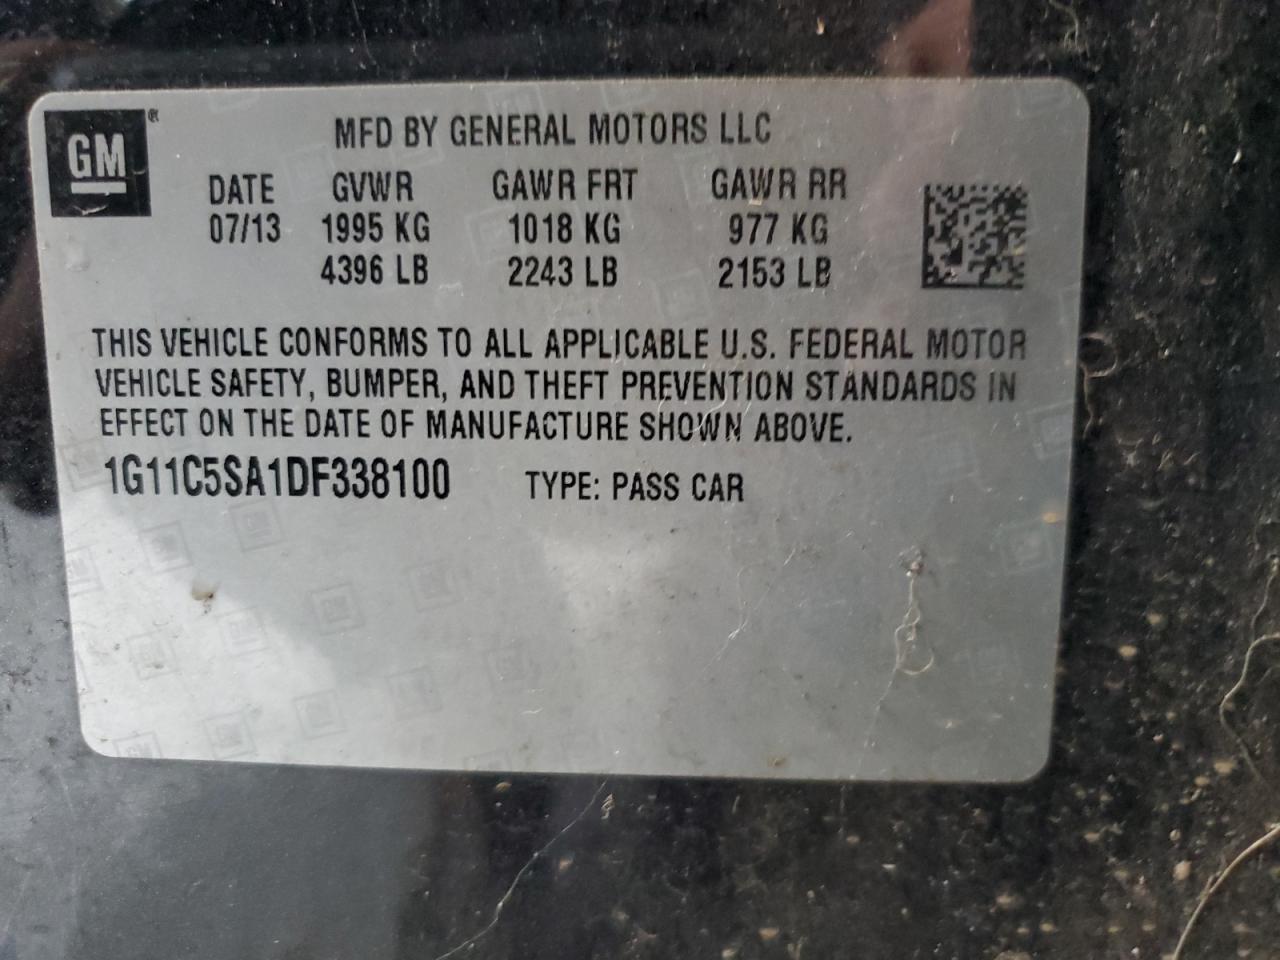 GM®
MFD BY GENERAL MOTORS LLC
DATE GVWR GAWR FRT GAWR RR
07/13 1995 KG 1018 KG 977 KG
4396 LB 2243 LB 2153 LB
THIS VEHICLE CONFORMS TO ALL APPLICABLE U.S. FEDERAL MOTOR
VEHICLE SAFETY, BUMPER, AND THEFT PREVENTION STANDARDS IN
EFFECT ON THE DATE OF MANUFACTURE SHOWN ABOVE.
1G11C5SA1DF338100 TYPE: PASS CAR